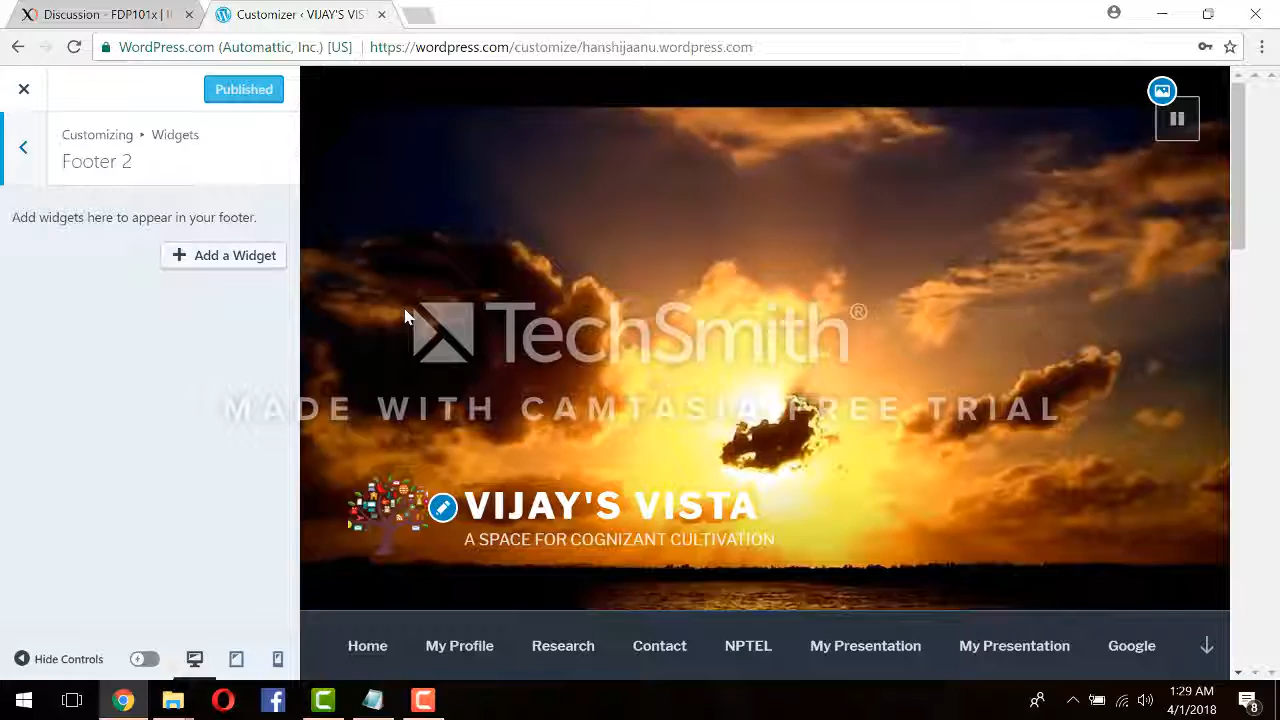 Discussion - FDP101x | I
Customizer ‹ VIJAY'S VIS
WordPress.com (Automattic, Inc.) [US]
https://wordpress.com/customize/hanshijaanu.wordpress.com
Published
Customizing ▸ Widgets
Footer 2
Add widgets here to appear in your footer.
Add a Widget
TechSmith®
MADE WITH CAMTASIA FREE TRIAL
VIJAY'S VISTA
A SPACE FOR COGNIZANT CULTIVATION
Home My Profile Research Contact NPTEL My Presentation My Presentation Google
Hide Controls
1:29 AM
4/1/2018
8